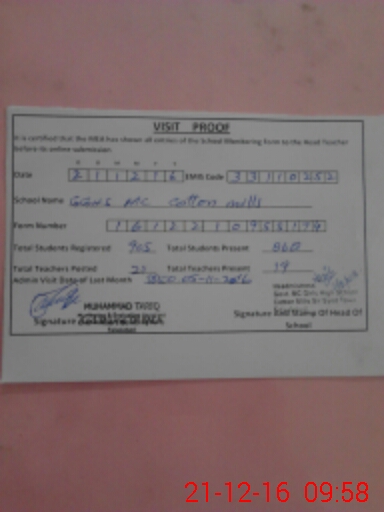 VISIT PROOF
It is certified that the MEA has shown all entries of the School Monitoring Form to the Head Teacher
before its online submission.
D D M M Y Y
Date 2 1 1 2 1 6 EMIS Code 3 3 1 1 0 2 5 2
School Name GGHS MC Cotton mills
Form Number 1 6 1 2 2 1 0 9 5 5 1 7 9
Total Students Registered 905 Total Students Present 860
Total Teachers Posted 21 Total Teachers Present 19
Admin Visit Date of Last Month 05-11-2016
MUHAMMAD TARIQ
Signature Signature and Stamp Of Head Of
School
21-12-16 09:58